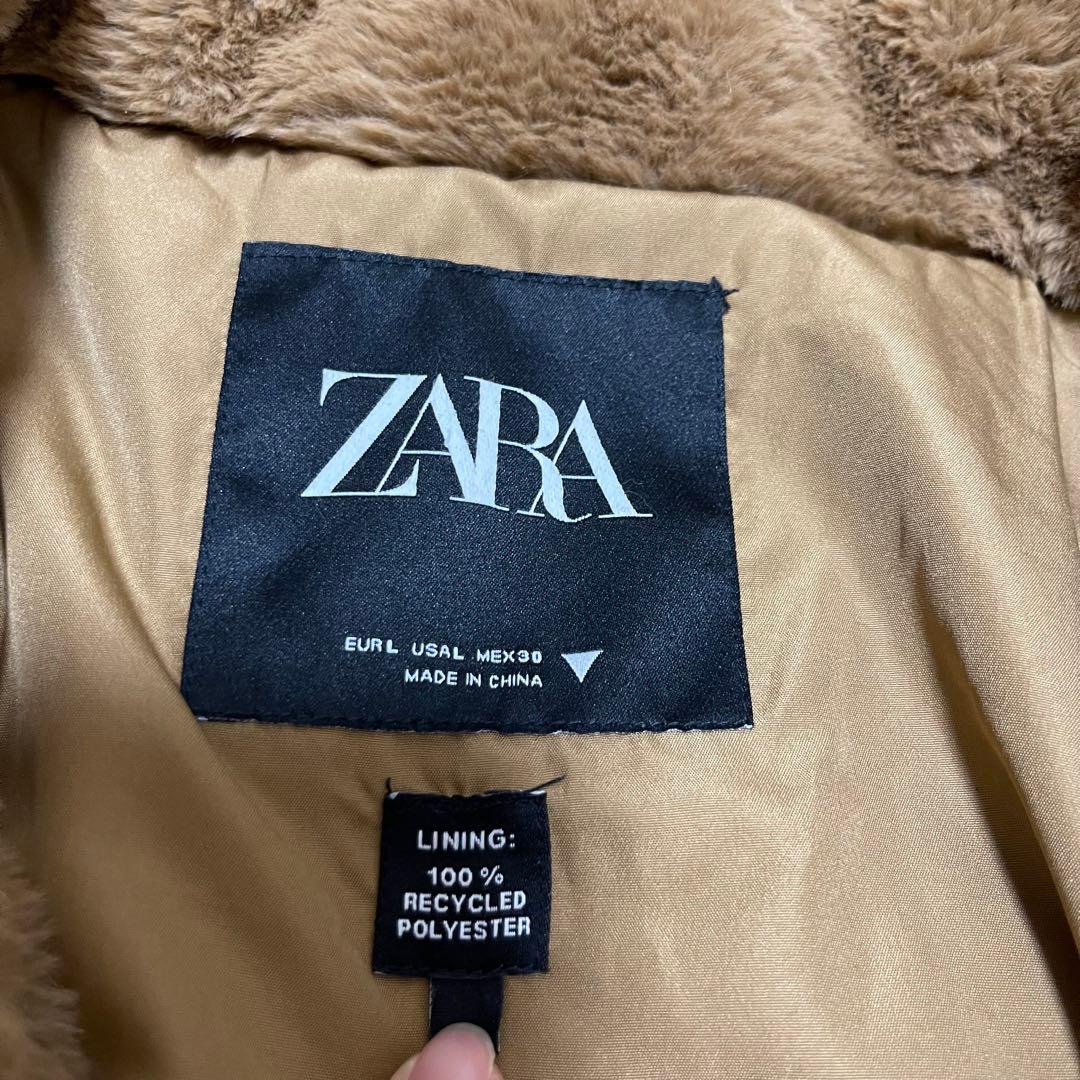 ZARA
EUR L USA L MEX 30
MADE IN CHINA
LINING:
100 %
RECYCLED
POLYESTER